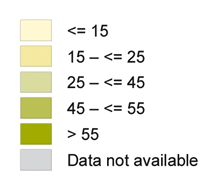 <= 15
15 – <= 25
25 – <= 45
45 – <= 55
> 55
Data not available